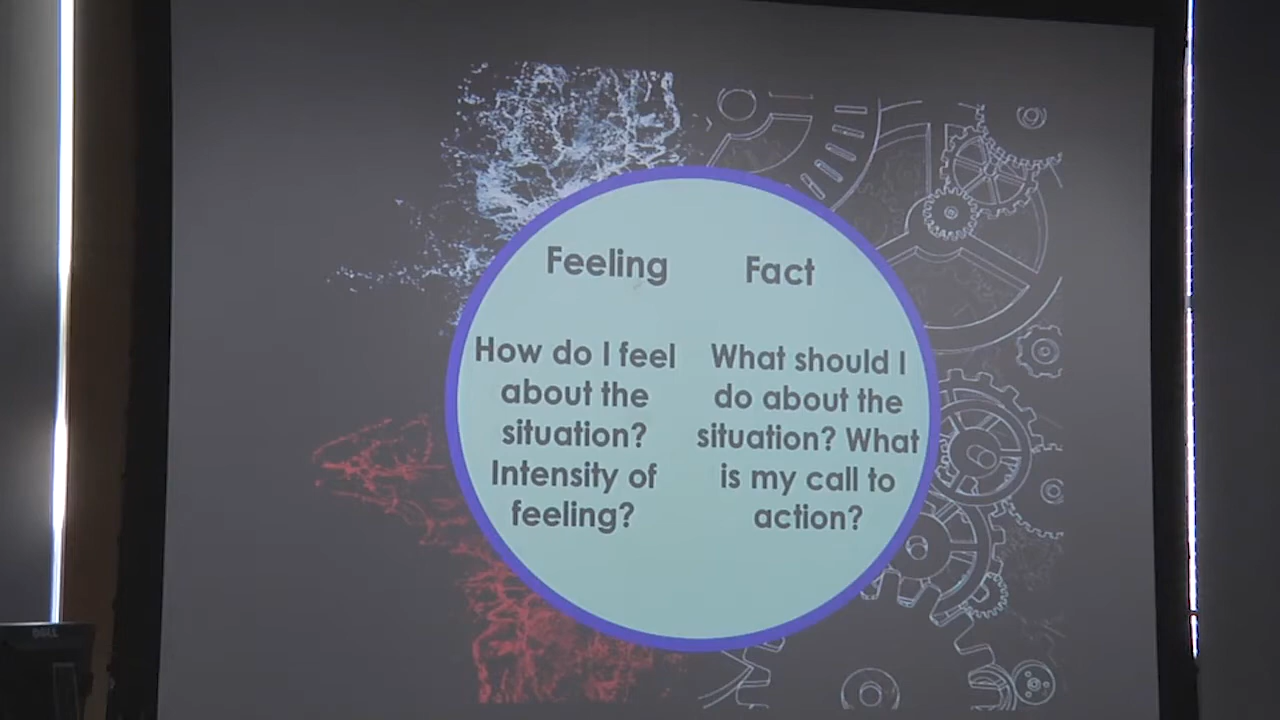 Feeling
How do I feel
about the
situation?
Intensity of
feeling?
Fact
What should I
do about the
situation? What
is my call to
action?
DELL